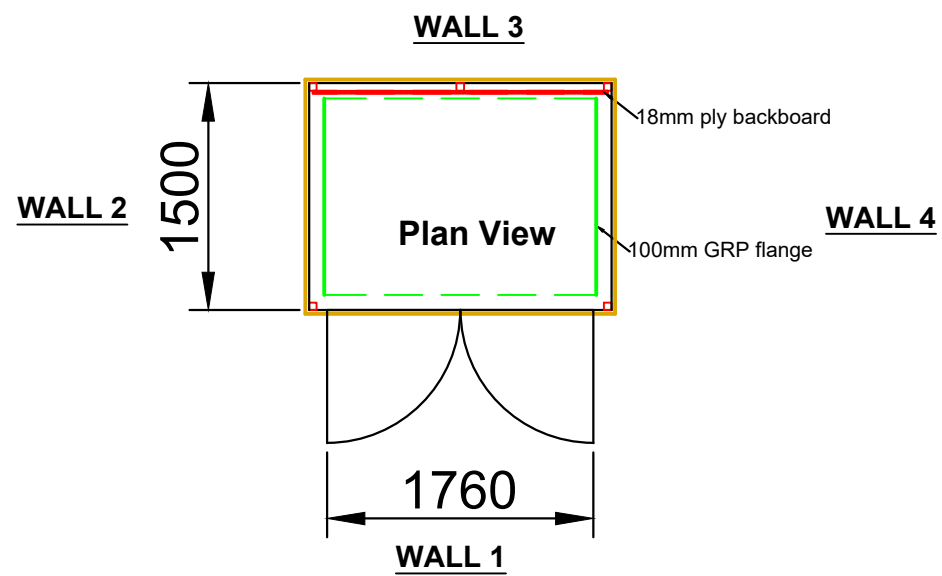 WALL 3
18mm ply backboard
1500
WALL 2
Plan View
WALL 4
100mm GRP flange
1760
WALL 1